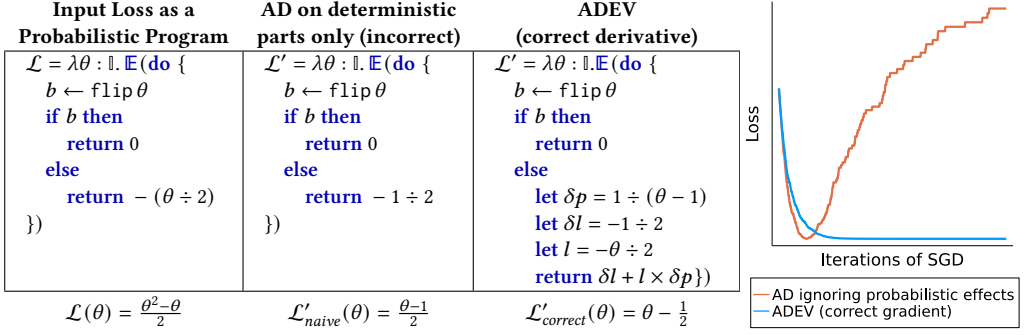 Input Loss as a
Probabilistic Program
ℒ = λθ : 𝕀. 𝔼(do {
b ← flip θ
if b then
return 0
else
return − (θ ÷ 2)
})
ℒ(θ) = (θ² − θ)/2
AD on deterministic
parts only (incorrect)
ℒ′ = λθ : 𝕀. 𝔼(do {
b ← flip θ
if b then
return 0
else
return − 1 ÷ 2
})
ℒ′naive(θ) = (θ−1)/2
ADEV
(correct derivative)
ℒ′ = λθ : 𝕀.𝔼(do {
b ← flip θ
if b then
return 0
else
let δp = 1 ÷ (θ − 1)
let δl = −1 ÷ 2
let l = −θ ÷ 2
return δl + l × δp})
ℒ′correct(θ) = θ − 1/2
Loss
Iterations of SGD
AD ignoring probabilistic effects
ADEV (correct gradient)